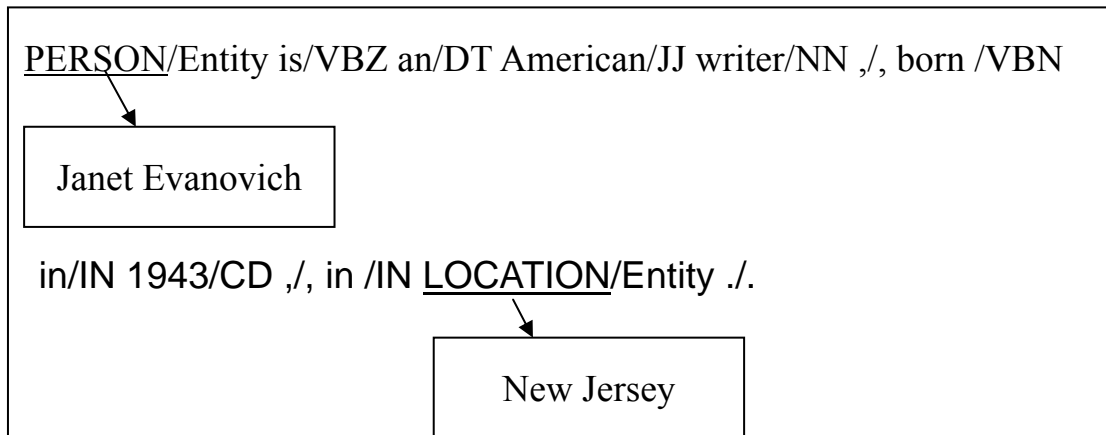 PERSON/Entity is/VBZ an/DT American/JJ writer/NN ,/, born /VBN
Janet Evanovich
in/IN 1943/CD ,/, in /IN LOCATION/Entity ./.
New Jersey